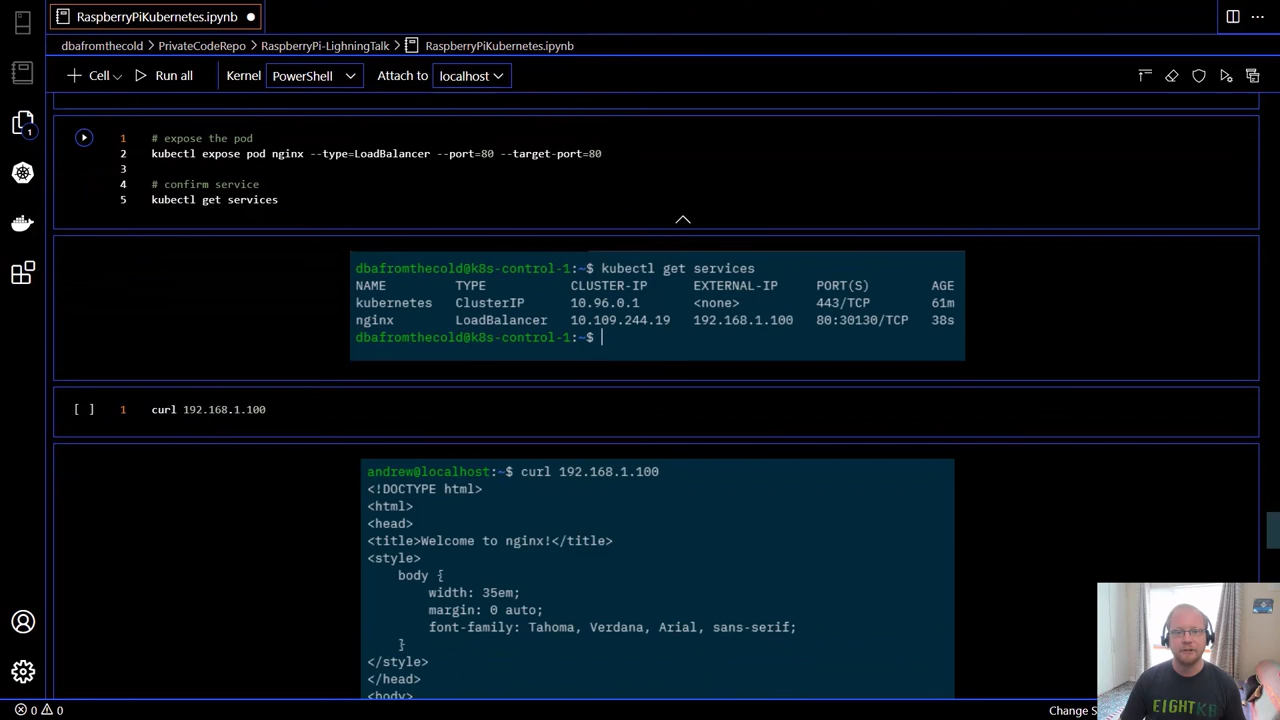 RaspberryPiKubernetes.ipynb
dbafromthecold > PrivateCodeRepo > RaspberryPi-LighningTalk > RaspberryPiKubernetes.ipynb
+ Cell Run all Kernel PowerShell Attach to localhost
1 # expose the pod
2 kubectl expose pod nginx --type=LoadBalancer --port=80 --target-port=80
3
4 # confirm service
5 kubectl get services
1
dbafromthecold@k8s-control-1:~$ kubectl get services
NAME TYPE CLUSTER-IP EXTERNAL-IP PORT(S) AGE
kubernetes ClusterIP 10.96.0.1 <none> 443/TCP 61m
nginx LoadBalancer 10.109.244.19 192.168.1.100 80:30130/TCP 38s
dbafromthecold@k8s-control-1:~$
[ ] 1 curl 192.168.1.100
andrew@localhost:~$ curl 192.168.1.100
<!DOCTYPE html>
<html>
<head>
<title>Welcome to nginx!</title>
<style>
body {
width: 35em;
margin: 0 auto;
font-family: Tahoma, Verdana, Arial, sans-serif;
}
</style>
</head>
<body>
0 0
Change S
EIGHTKB